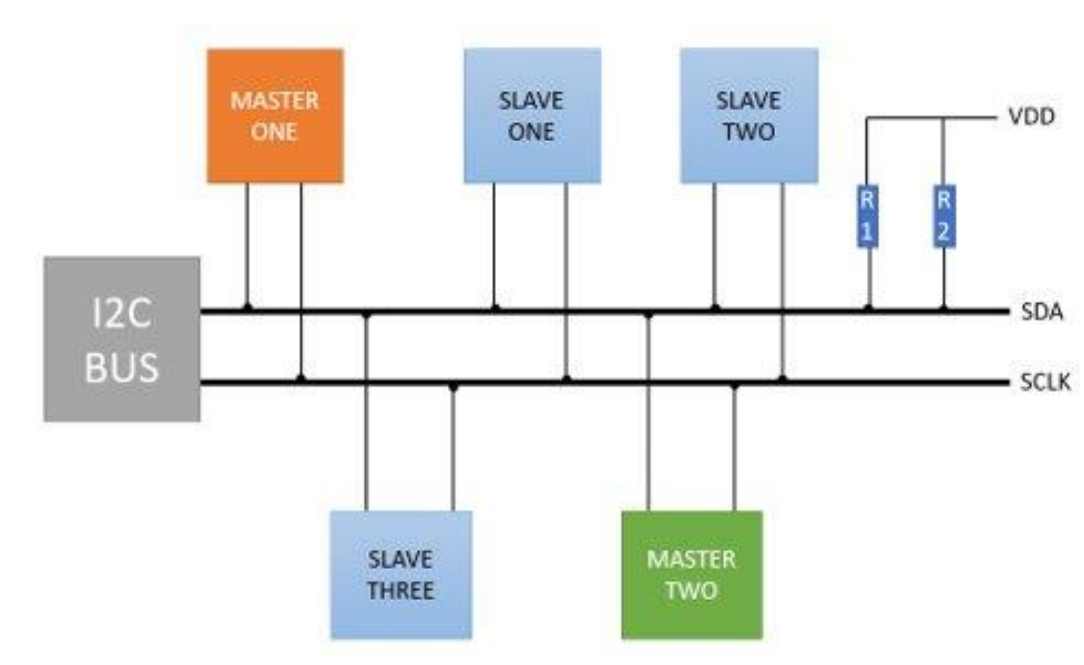 MASTER
ONE
SLAVE
ONE
SLAVE
TWO
VDD
R
1
R
2
I2C
BUS
SDA
SCLK
SLAVE
THREE
MASTER
TWO